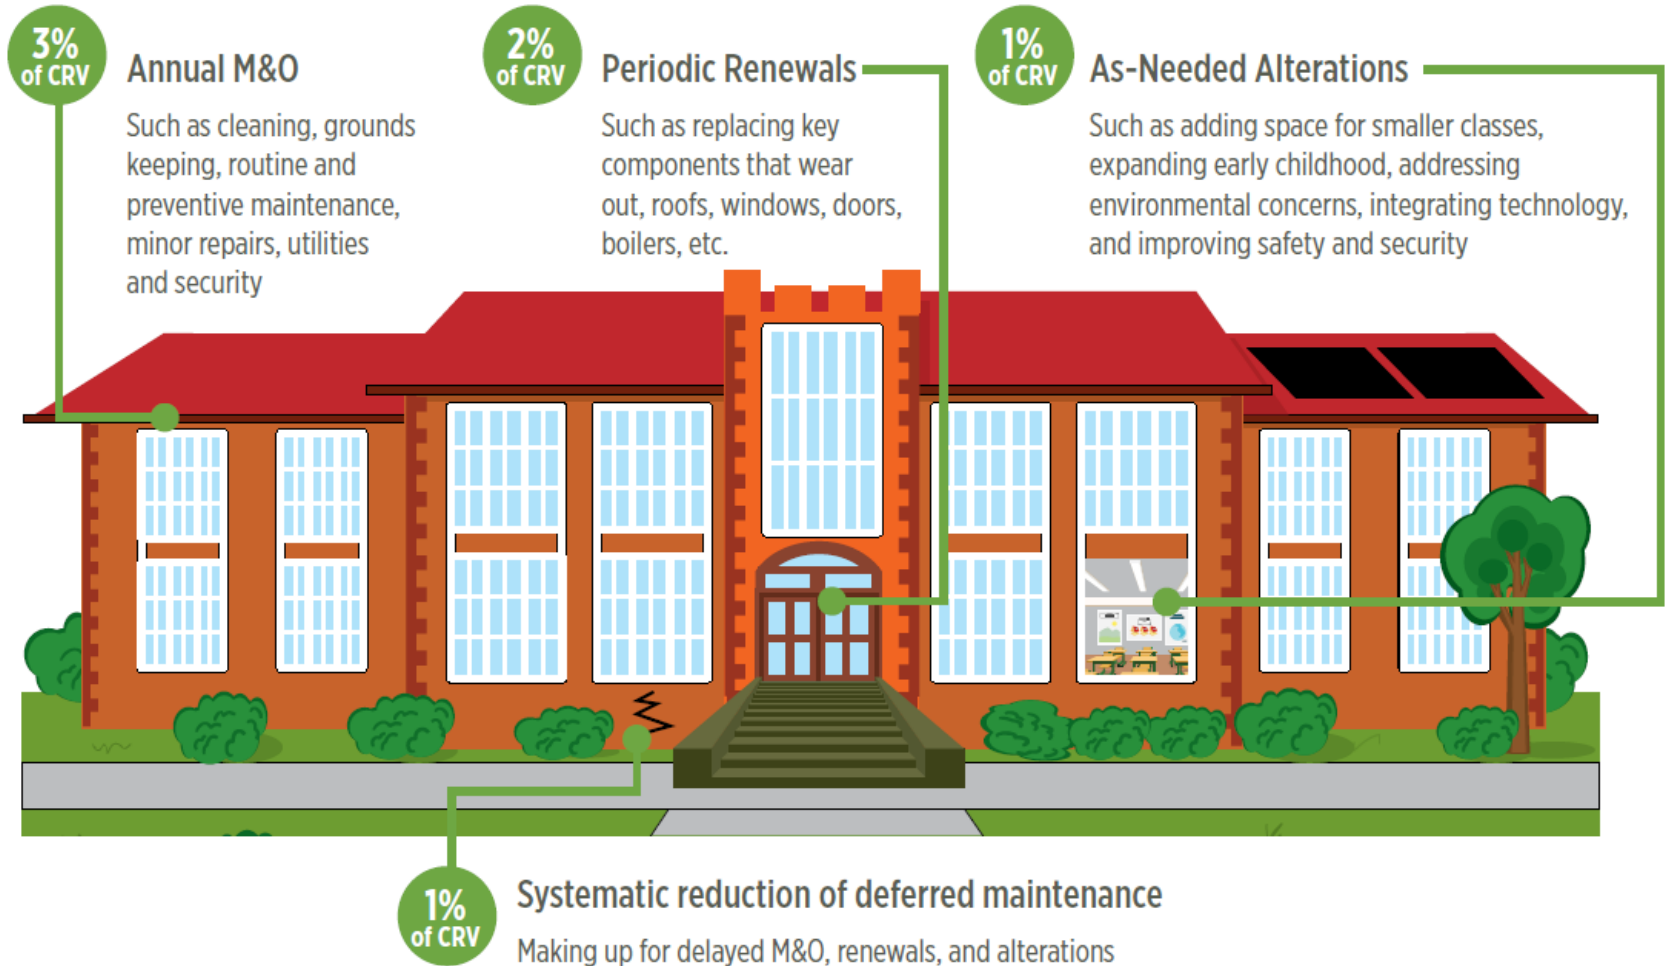 3%
of CRV
Annual M&O
Such as cleaning, grounds
keeping, routine and
preventive maintenance,
minor repairs, utilities
and security
2%
of CRV
Periodic Renewals
Such as replacing key
components that wear
out, roofs, windows, doors,
boilers, etc.
1%
of CRV
As-Needed Alterations
Such as adding space for smaller classes,
expanding early childhood, addressing
environmental concerns, integrating technology,
and improving safety and security
1%
of CRV
Systematic reduction of deferred maintenance
Making up for delayed M&O, renewals, and alterations